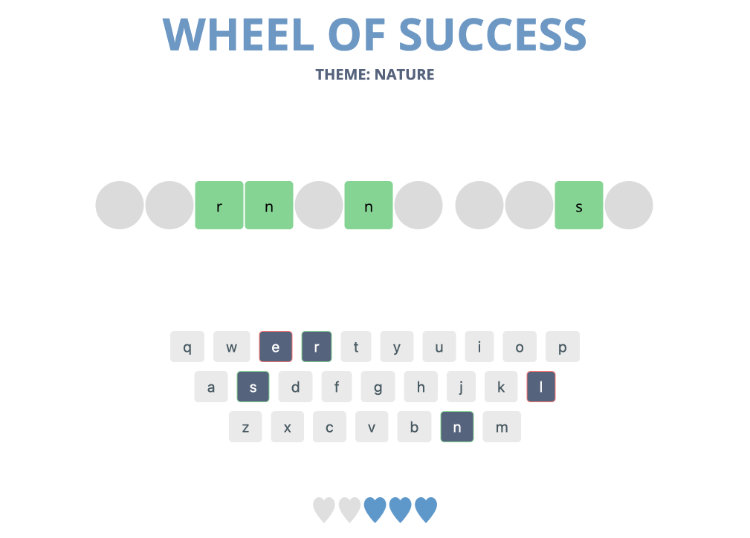 WHEEL OF SUCCESS
THEME: NATURE
r n n s
q w e r t y u i o p
a s d f g h j k l
z x c v b n m